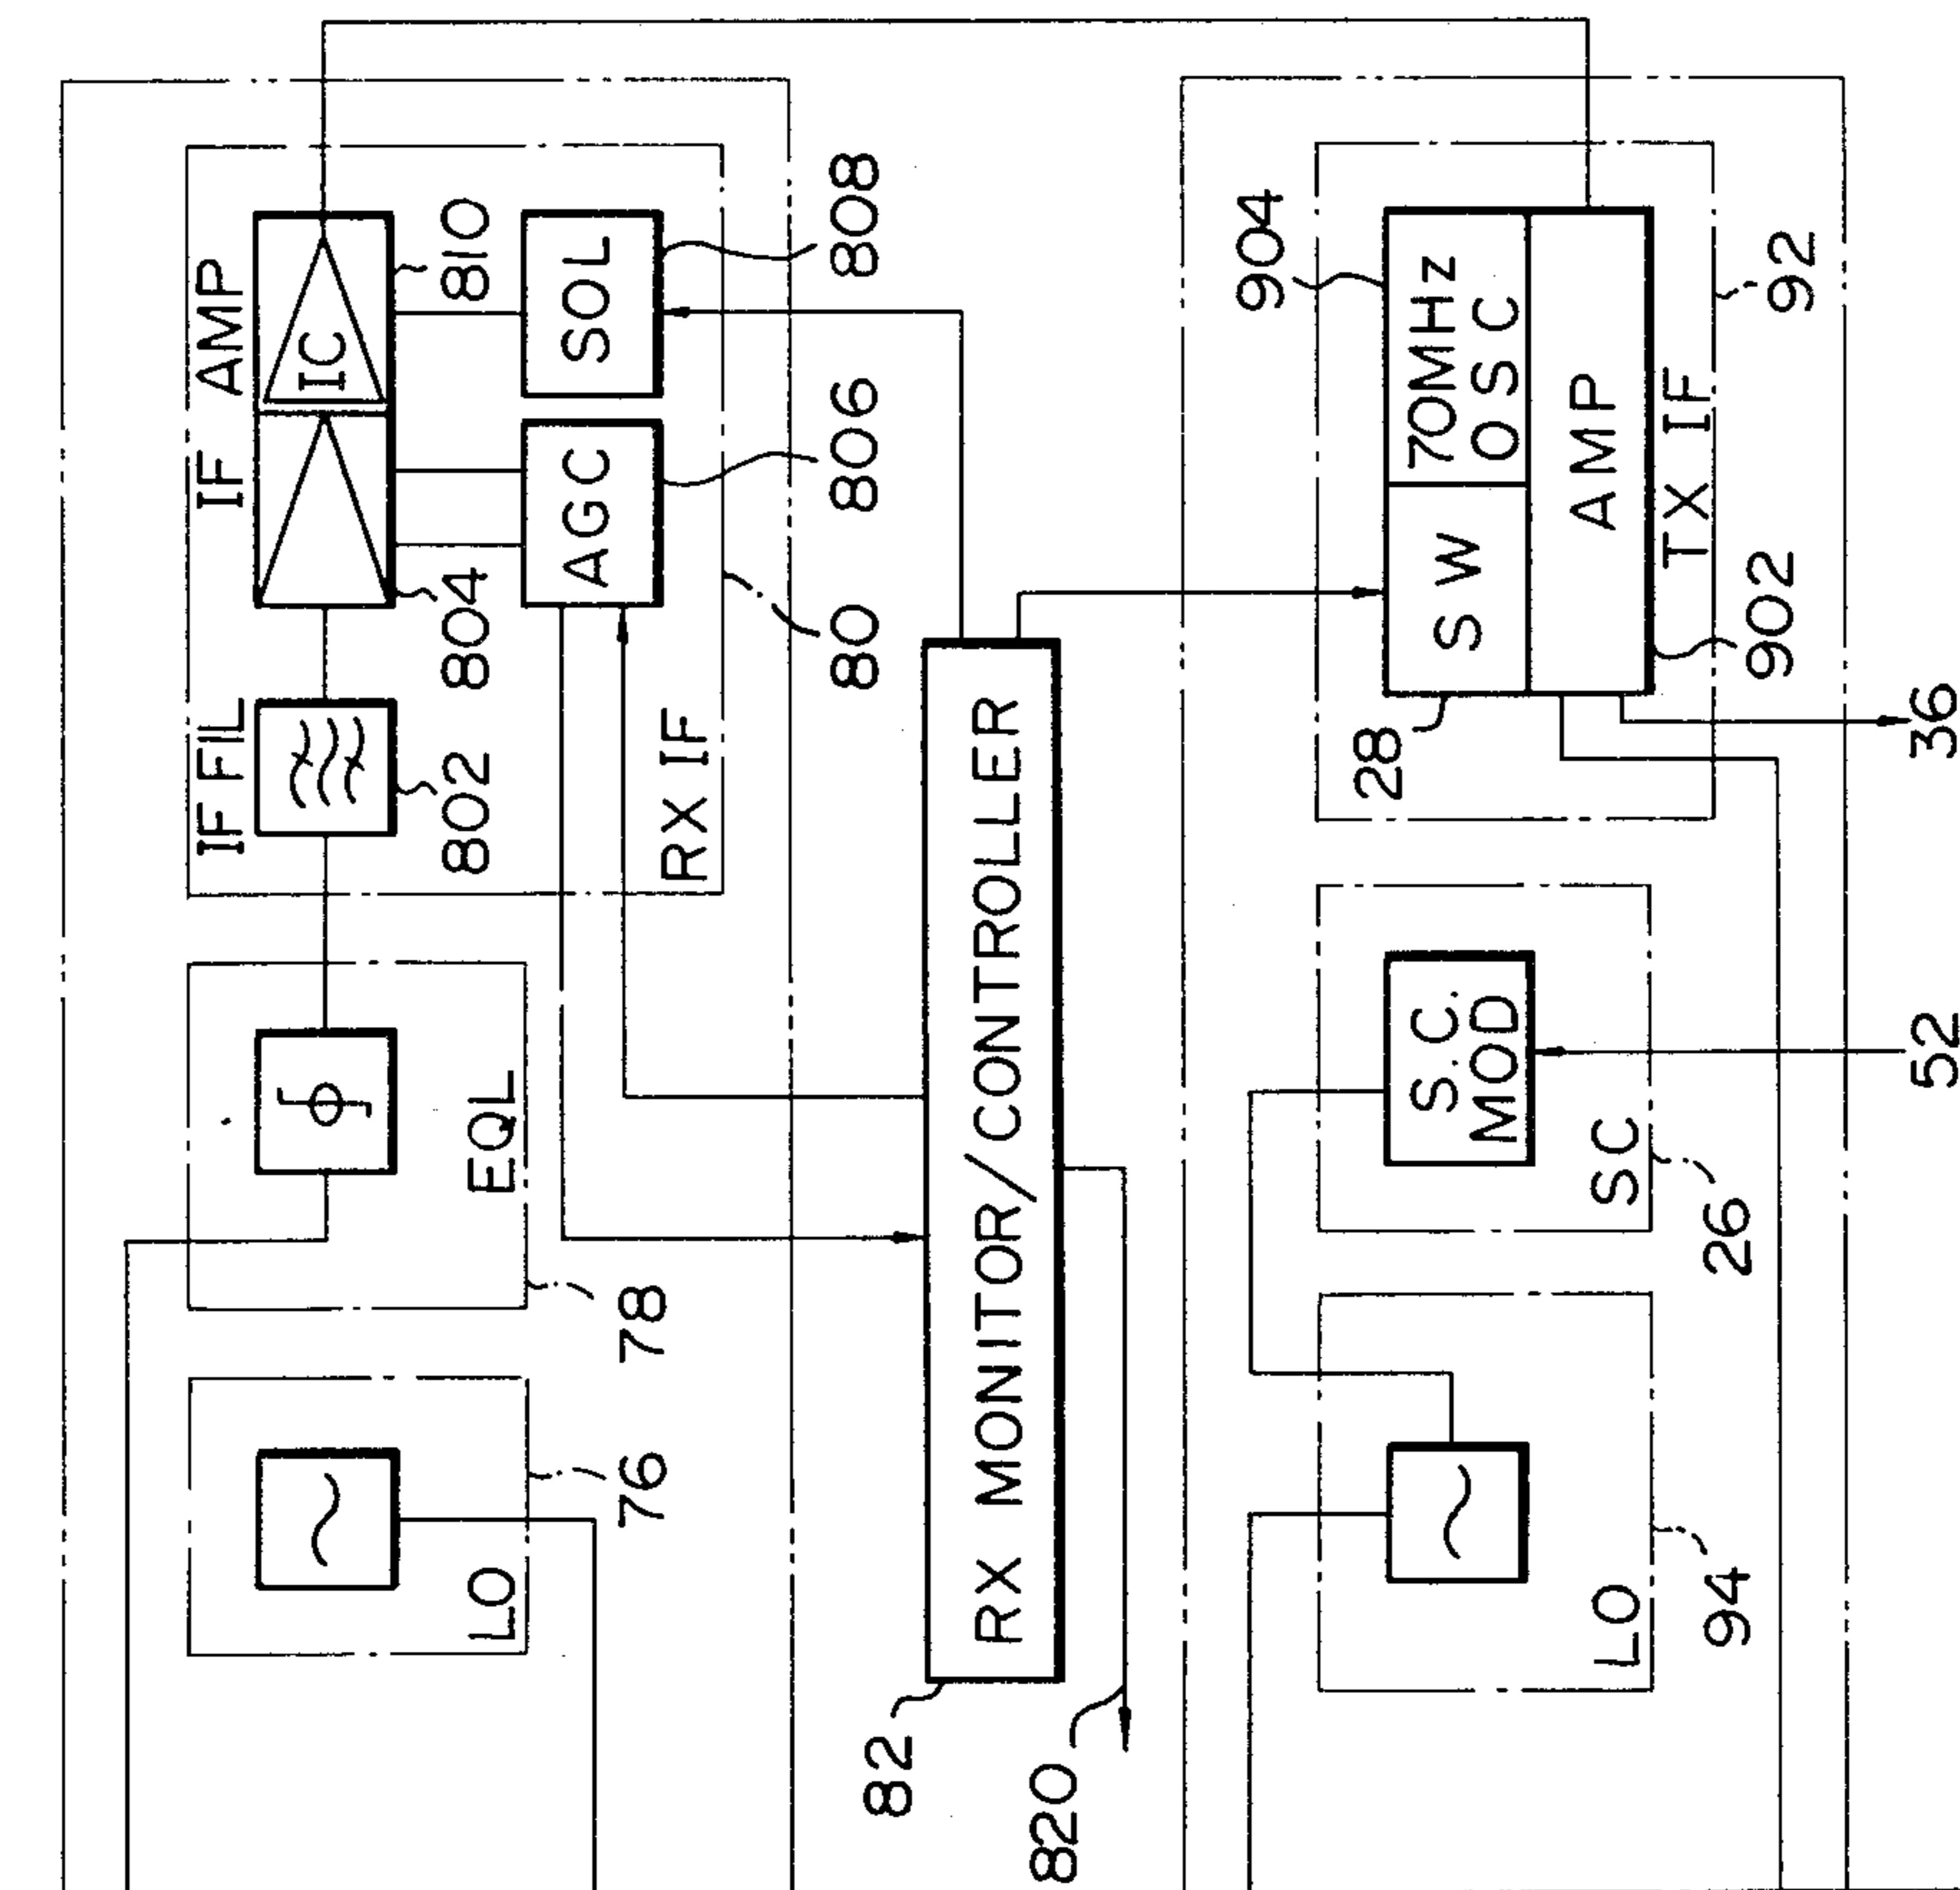 IF FIL
IF AMP
IC
802
804
810
AGC
SOL
806
808
RX IF
80
EQL
78
LO
76
RX MONITOR/CONTROLLER
82
820
904
70MHz
OSC
SW
AMP
TX IF
92
28
902
36
S.C.
MOD
SC
26
52
LO
94